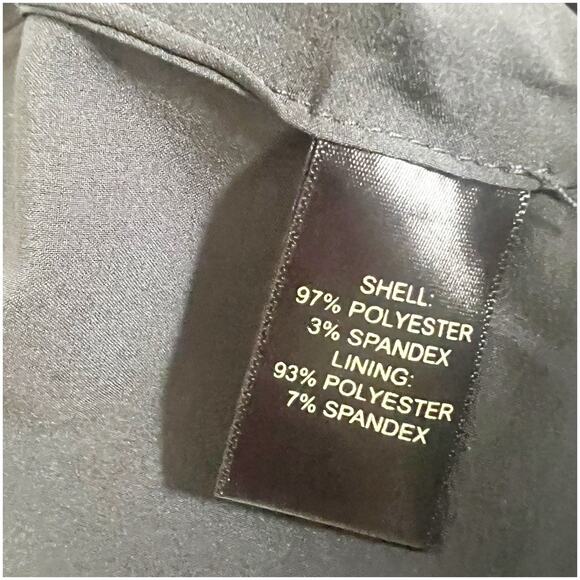 SHELL:
97% POLYESTER
3% SPANDEX
LINING:
93% POLYESTER
7% SPANDEX